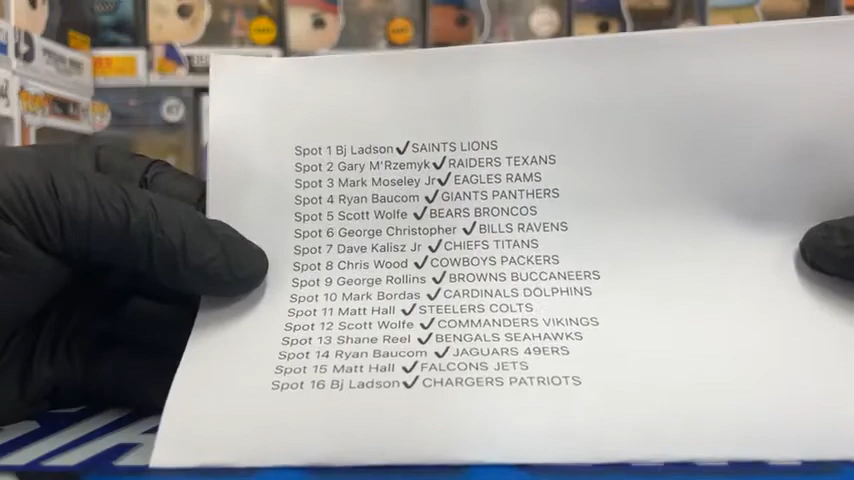 Spot 1 Bj Ladson ✔SAINTS LIONS
Spot 2 Gary M'Rzemyk ✔RAIDERS TEXANS
Spot 3 Mark Moseley Jr ✔EAGLES RAMS
Spot 4 Ryan Baucom ✔GIANTS PANTHERS
Spot 5 Scott Wolfe ✔BEARS BRONCOS
Spot 6 George Christopher ✔BILLS RAVENS
Spot 7 Dave Kalisz Jr ✔CHIEFS TITANS
Spot 8 Chris Wood ✔COWBOYS PACKERS
Spot 9 George Rollins ✔BROWNS BUCCANEERS
Spot 10 Mark Bordas ✔CARDINALS DOLPHINS
Spot 11 Matt Hall ✔STEELERS COLTS
Spot 12 Scott Wolfe ✔COMMANDERS VIKINGS
Spot 13 Shane Reel ✔BENGALS SEAHAWKS
Spot 14 Ryan Baucom ✔JAGUARS 49ERS
Spot 15 Matt Hall ✔FALCONS JETS
Spot 16 Bj Ladson ✔CHARGERS PATRIOTS